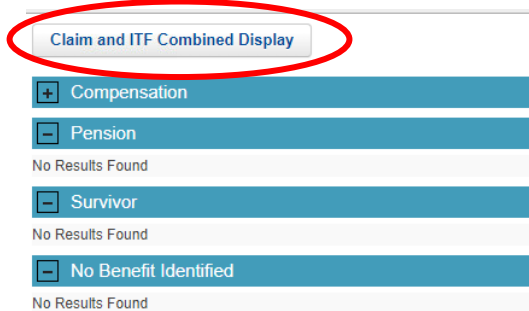 Claim and ITF Combined Display
+ Compensation
− Pension
No Results Found
− Survivor
No Results Found
− No Benefit Identified
No Results Found